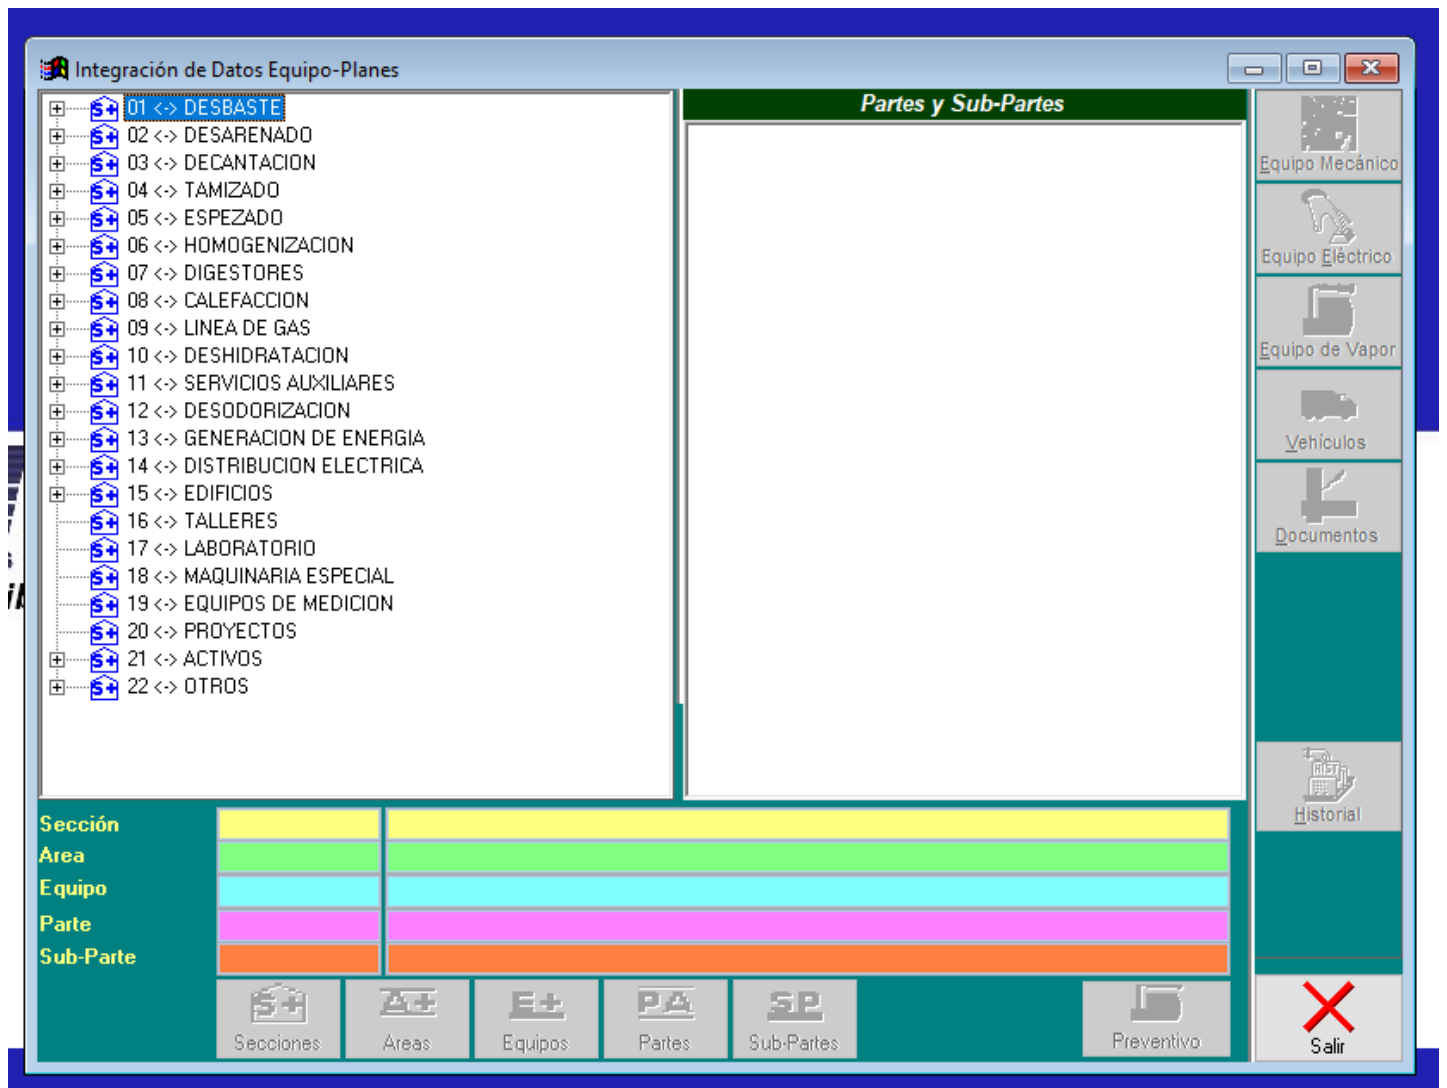 Integración de Datos Equipo-Planes
01 <-> DESBASTE
02 <-> DESARENADO
03 <-> DECANTACION
04 <-> TAMIZADO
05 <-> ESPEZADO
06 <-> HOMOGENIZACION
07 <-> DIGESTORES
08 <-> CALEFACCION
09 <-> LINEA DE GAS
10 <-> DESHIDRATACION
11 <-> SERVICIOS AUXILIARES
12 <-> DESODORIZACION
13 <-> GENERACION DE ENERGIA
14 <-> DISTRIBUCION ELECTRICA
15 <-> EDIFICIOS
16 <-> TALLERES
17 <-> LABORATORIO
18 <-> MAQUINARIA ESPECIAL
19 <-> EQUIPOS DE MEDICION
20 <-> PROYECTOS
21 <-> ACTIVOS
22 <-> OTROS
Partes y Sub-Partes
Equipo Mecánico
Equipo Eléctrico
Equipo de Vapor
Vehículos
Documentos
HIST
Historial
Sección
Area
Equipo
Parte
Sub-Parte
S+ Secciones
A+ Areas
E+ Equipos
PA Partes
SP Sub-Partes
Preventivo
Salir